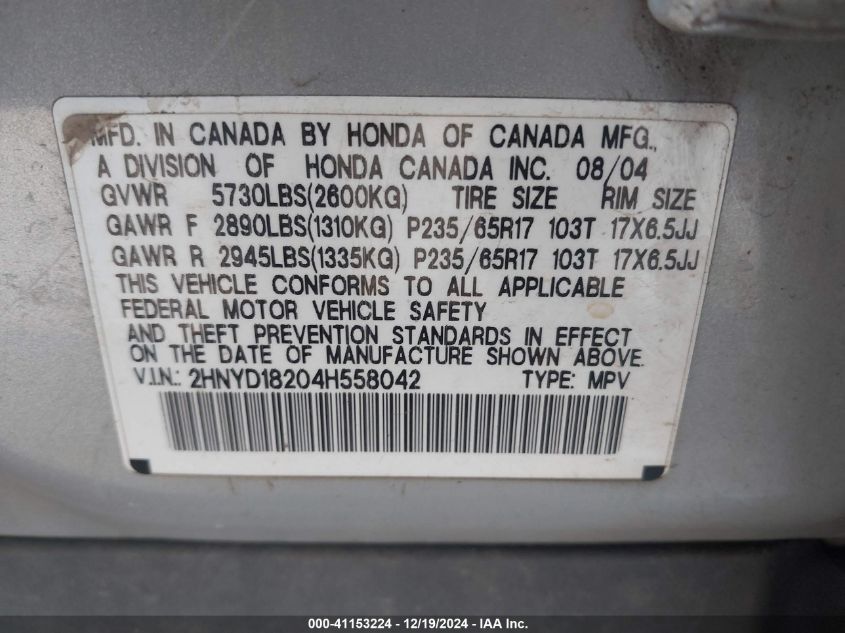 MFD. IN CANADA BY HONDA OF CANADA MFG.,
A DIVISION OF HONDA CANADA INC. 08/04
GVWR 5730LBS(2600KG) TIRE SIZE RIM SIZE
GAWR F 2890LBS(1310KG) P235/65R17 103T 17X6.5JJ
GAWR R 2945LBS(1335KG) P235/65R17 103T 17X6.5JJ
THIS VEHICLE CONFORMS TO ALL APPLICABLE
FEDERAL MOTOR VEHICLE SAFETY
AND THEFT PREVENTION STANDARDS IN EFFECT
ON THE DATE OF MANUFACTURE SHOWN ABOVE.
V.I.N.: 2HNYD18204H558042 TYPE: MPV
000-41153224 - 12/19/2024 - IAAI Inc.